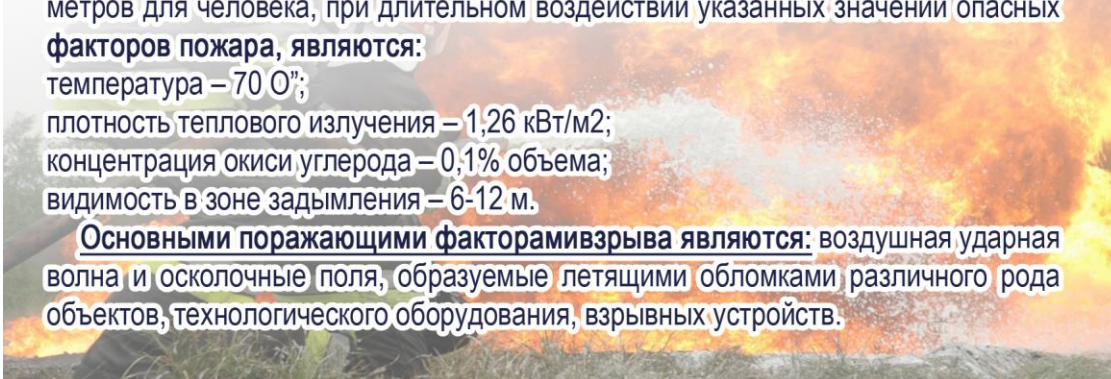 метров для человека, при длительном воздействии указанных значений опасных
факторов пожара, являются:
температура – 70 О”;
плотность теплового излучения – 1,26 кВт/м2;
концентрация окиси углерода – 0,1% объема;
видимость в зоне задымления – 6-12 м.
Основными поражающими факторамивзрыва являются: воздушная ударная
волна и осколочные поля, образуемые летящими обломками различного рода
объектов, технологического оборудования, взрывных устройств.